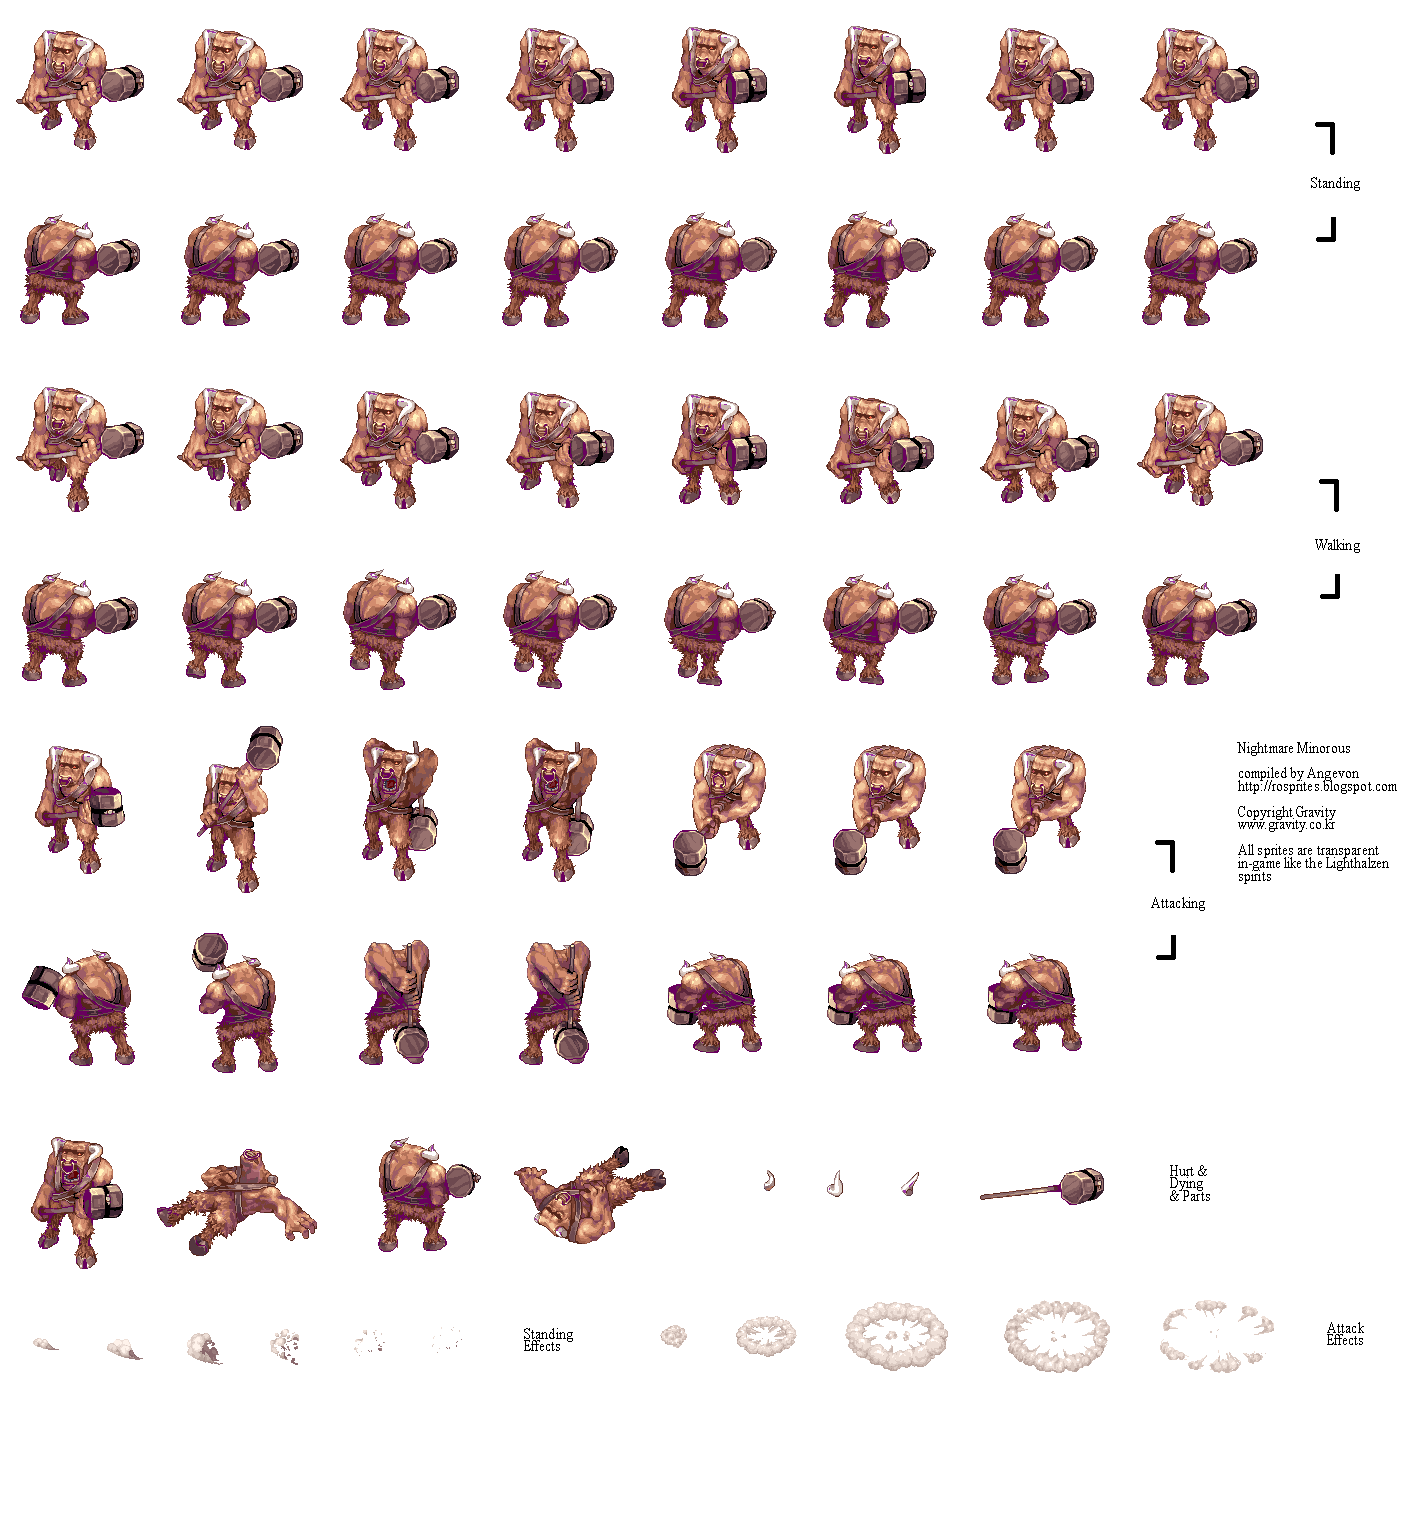 Standing
Walking
Nightmare Minorous
compiled by Angevon
http://rosprites.blogspot.com
Copyright Gravity
www.gravity.co.kr
All sprites are transparent
in-game like the Lighthalzen
spirits
Attacking
Hurt &
Dying
& Parts
Standing
Effects
Attack
Effects